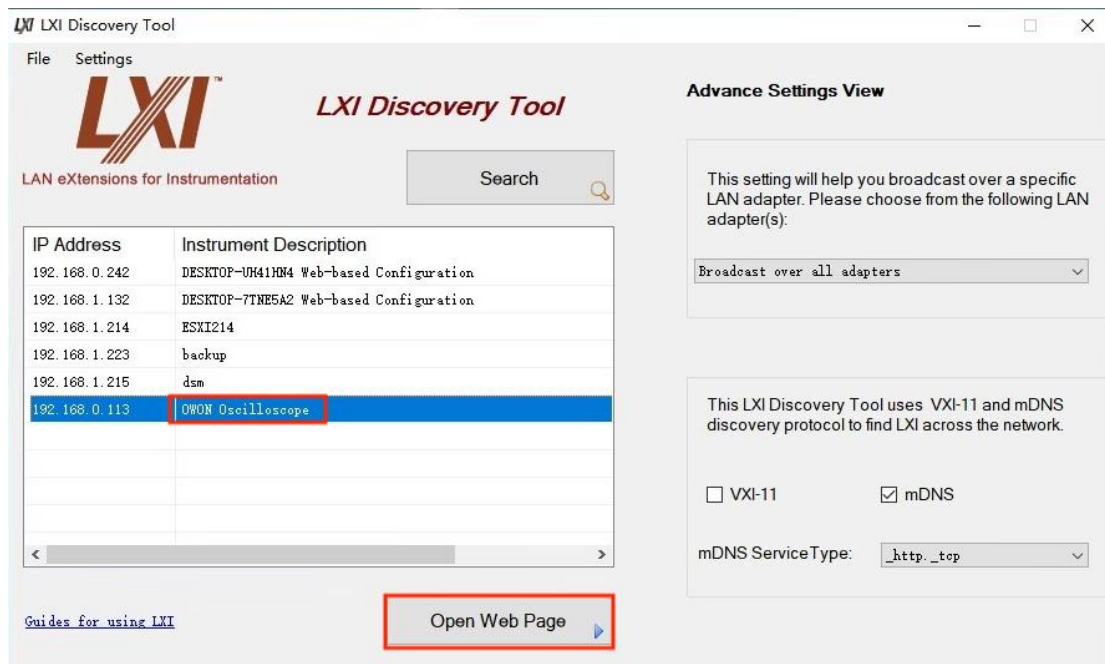 LXI LXI Discovery Tool
File Settings
LXI™
LXI Discovery Tool
LAN eXtensions for Instrumentation
Search
IP Address Instrument Description
192.168.0.242 DESKTOP-UH41HN4 Web-based Configuration
192.168.1.132 DESKTOP-7TNE5A2 Web-based Configuration
192.168.1.214 ESXI214
192.168.1.223 backup
192.168.1.215 dsm
192.168.0.113 OWON Oscilloscope
Guides for using LXI
Open Web Page
Advance Settings View
This setting will help you broadcast over a specific
LAN adapter. Please choose from the following LAN
adapter(s):
Broadcast over all adapters
This LXI Discovery Tool uses VXI-11 and mDNS
discovery protocol to find LXI across the network.
VXI-11 mDNS
mDNS ServiceType: _http._tcp